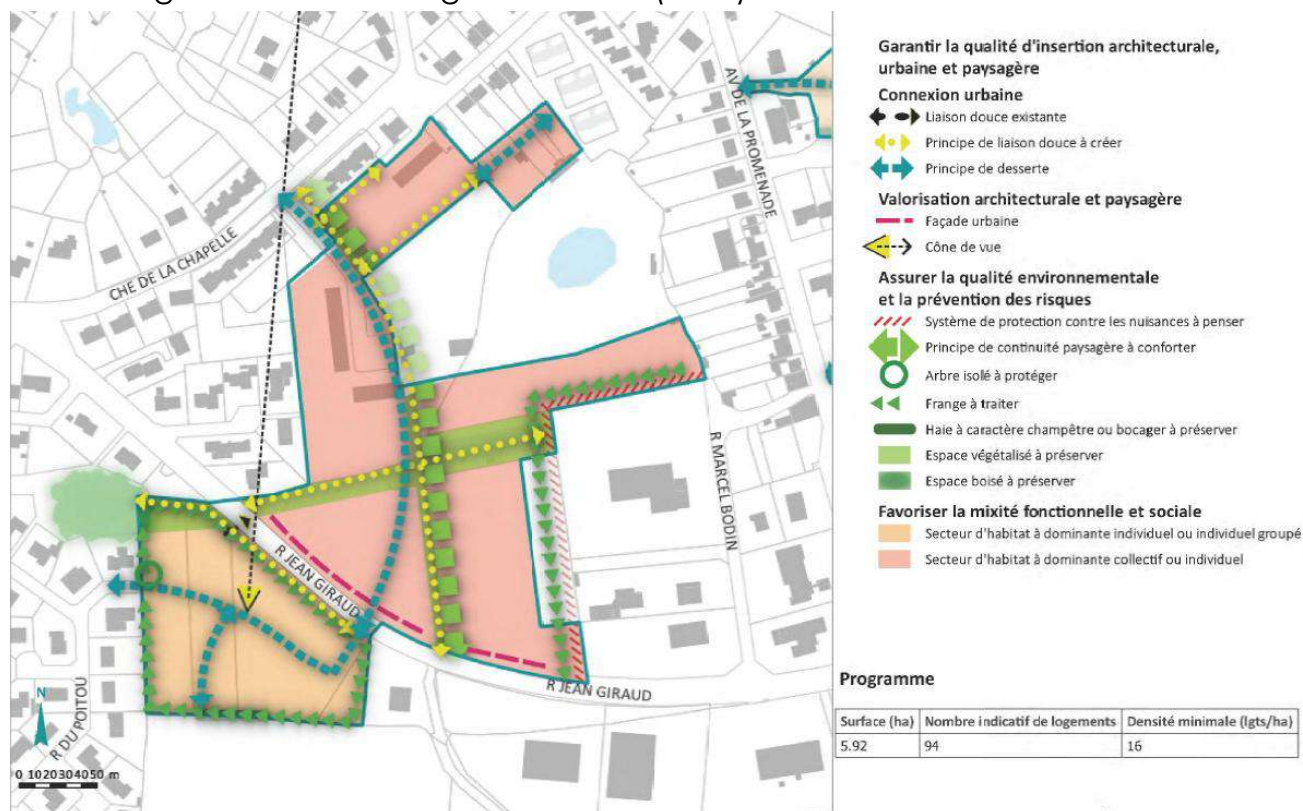 AV DE LA PROMENADE
CHE DE LA CHAPELLE
R MARCEL BODIN
R JEAN GIRAUD
R JEAN GIRAUD
R DU POITOU
N
0 1020304050 m
Garantir la qualité d'insertion architecturale,
urbaine et paysagère
Connexion urbaine
Liaison douce existante
Principe de liaison douce à créer
Principe de desserte
Valorisation architecturale et paysagère
Façade urbaine
Cône de vue
Assurer la qualité environnementale
et la prévention des risques
Système de protection contre les nuisances à penser
Principe de continuité paysagère à conforter
Arbre isolé à protéger
Frange à traiter
Haie à caractère champêtre ou bocager à préserver
Espace végétalisé à préserver
Espace boisé à préserver
Favoriser la mixité fonctionnelle et sociale
Secteur d'habitat à dominante individuel ou individuel groupé
Secteur d'habitat à dominante collectif ou individuel
Programme
Surface (ha) Nombre indicatif de logements Densité minimale (lgts/ha)
5.92 94 16